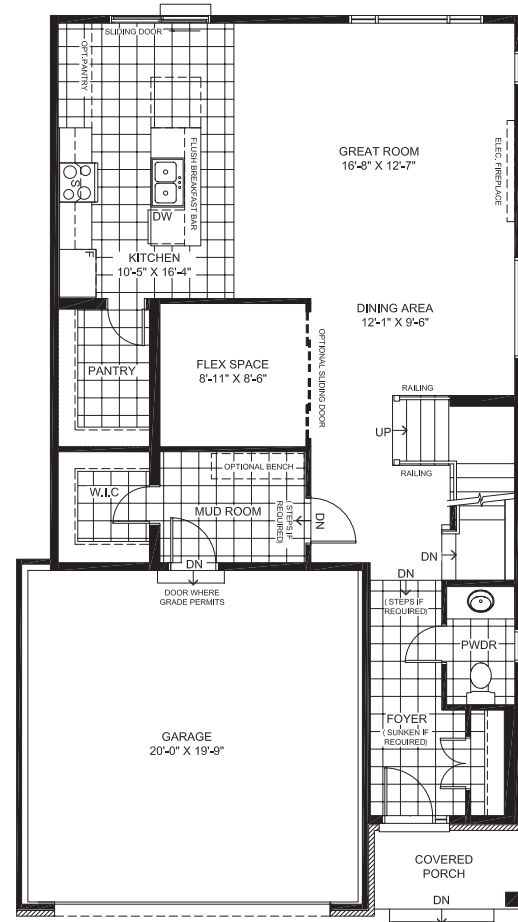 SLIDING DOOR
OPT.PANTRY
FLUSH BREAKFAST BAR
S
DW
F
KITCHEN
10'-5" X 16'-4"
GREAT ROOM
16'-8" X 12'-7"
ELEC. FIREPLACE
DINING AREA
12'-1" X 9'-6"
PANTRY
FLEX SPACE
8'-11" X 8'-6"
OPTIONAL SLIDING DOOR
RAILING
UP
RAILING
W.I.C
OPTIONAL BENCH
MUD ROOM
( STEPS IF
REQUIRED)
DN
DN
DOOR WHERE
GRADE PERMITS
DN
DN
( STEPS IF
REQUIRED)
PWDR
FOYER
( SUNKEN IF
REQUIRED)
GARAGE
20'-0" X 19'-9"
COVERED
PORCH
DN